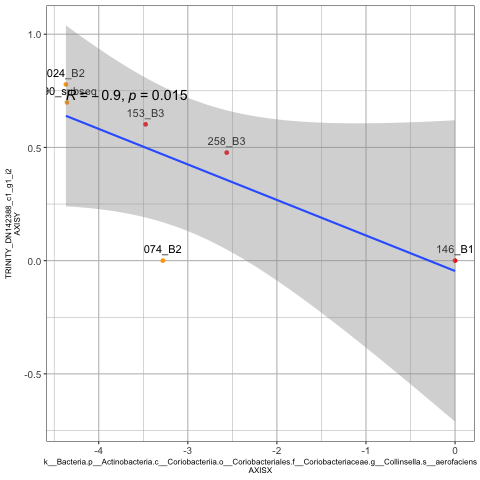 1.0
024_B2
90_subseq
R = −0.9, p = 0.015
153_B3
258_B3
0.5
074_B2
146_B1
0.0
-0.5
TRINITY_DN142388_c1_g1_i2
AXISY
-4
-3
-2
-1
0
k__Bacteria.p__Actinobacteria.c__Coriobacteriia.o__Coriobacteriales.f__Coriobacteriaceae.g__Collinsella.s__aerofaciens
AXISX